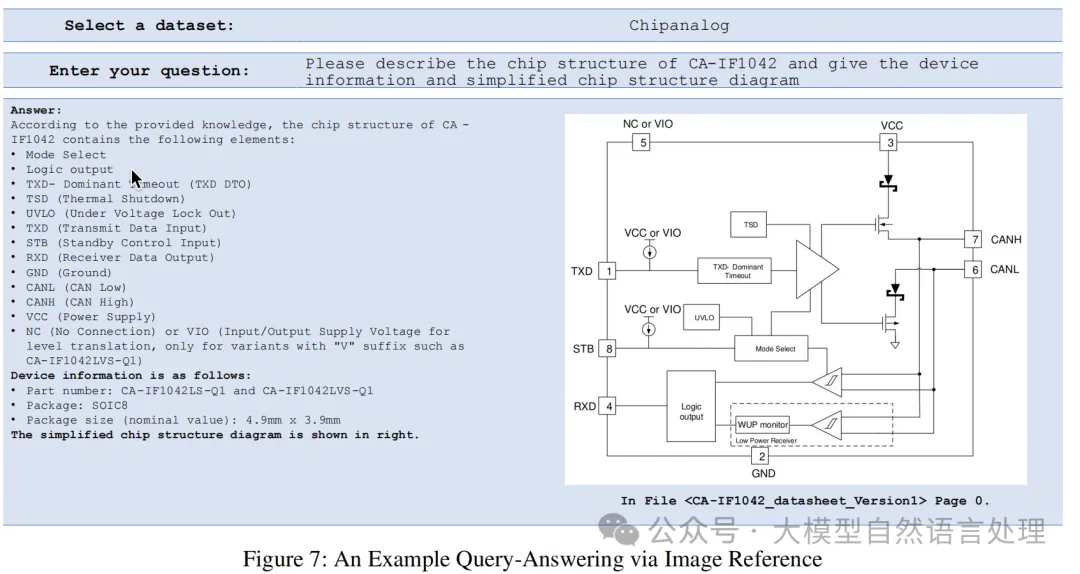 Select a dataset:
Chipanalog
Enter your question:
Please describe the chip structure of CA-IF1042 and give the device
information and simplified chip structure diagram
Answer:
According to the provided knowledge, the chip structure of CA -
IF1042 contains the following elements:
• Mode Select
• Logic output
• TXD- Dominant Timeout (TXD DTO)
• TSD (Thermal Shutdown)
• UVLO (Under Voltage Lock Out)
• TXD (Transmit Data Input)
• STB (Standby Control Input)
• RXD (Receiver Data Output)
• GND (Ground)
• CANL (CAN Low)
• CANH (CAN High)
• VCC (Power Supply)
• NC (No Connection) or VIO (Input/Output Supply Voltage for
level translation, only for variants with "V" suffix such as
CA-IF1042LVS-Q1)
Device information is as follows:
• Part number: CA-IF1042LS-Q1 and CA-IF1042LVS-Q1
• Package: SOIC8
• Package size (nominal value): 4.9mm x 3.9mm
The simplified chip structure diagram is shown in right.
NC or VIO
5
VCC
3
TSD
VCC or VIO
7
CANH
TXD
1
TXD- Dominant
Timeout
6
CANL
VCC or VIO
UVLO
STB
8
Mode Select
RXD
4
Logic
output
WUP monitor
Low Power Receiver
2
GND
In File <CA-IF1042_datasheet_Version1> Page 0.
公众号 · 大模型自然语言处理
Figure 7: An Example Query-Answering via Image Reference